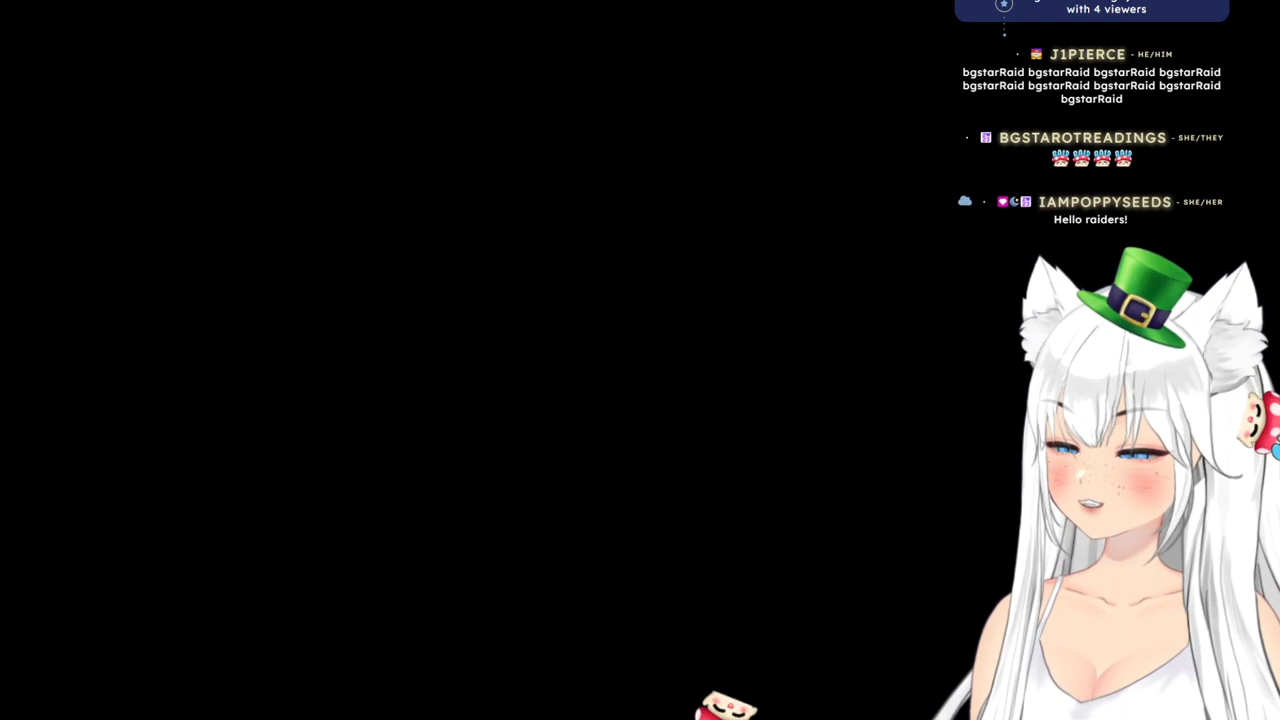 with 4 viewers
J1PIERCE - HE/HIM
bgstarRaid bgstarRaid bgstarRaid bgstarRaid
bgstarRaid bgstarRaid bgstarRaid bgstarRaid
bgstarRaid
BGSTAROTREADINGS - SHE/THEY
IAMPOPPYSEEDS - SHE/HER
Hello raiders!